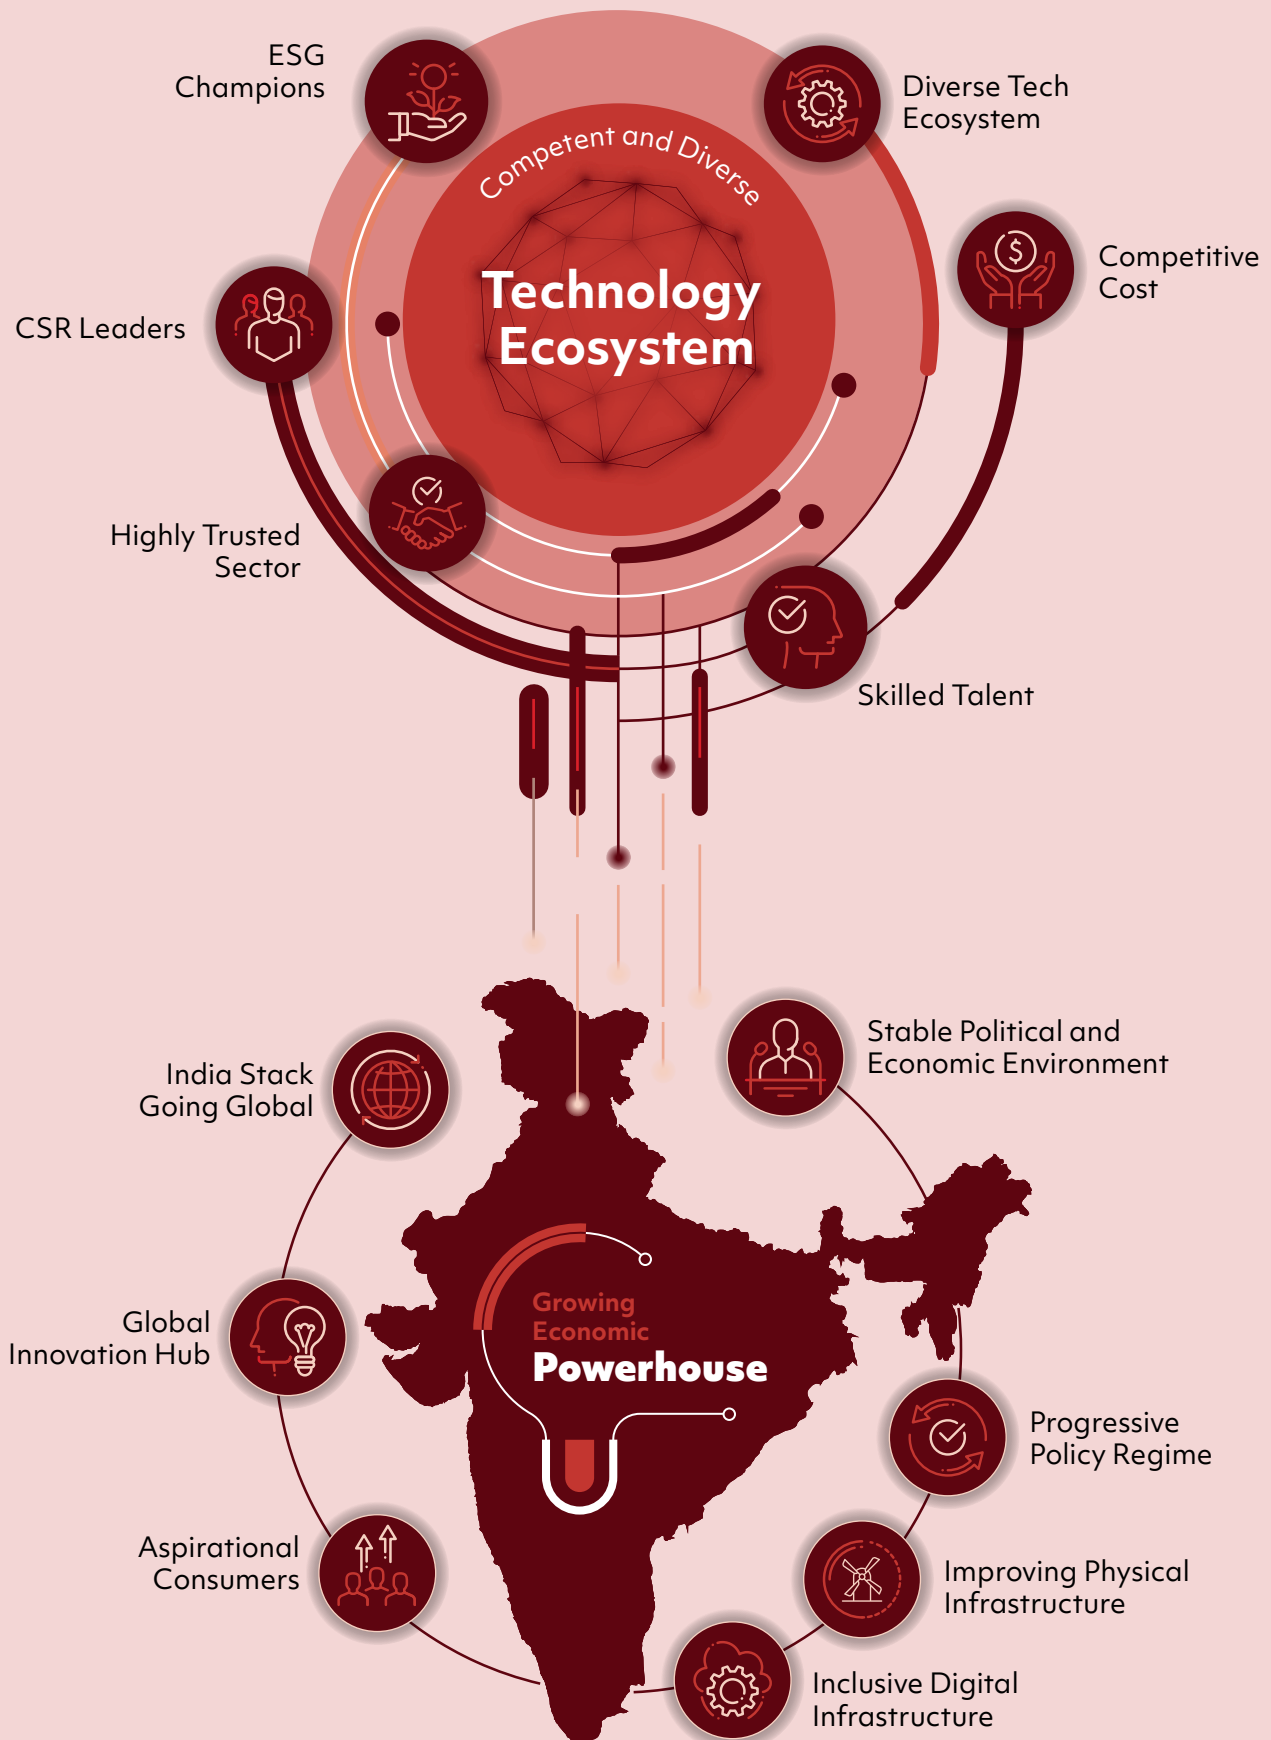 ESG
Champions
Diverse Tech
Ecosystem
Competent and Diverse
Technology
Ecosystem
Competitive
Cost
CSR Leaders
Highly Trusted
Sector
Skilled Talent
Stable Political and
Economic Environment
India Stack
Going Global
Growing
Economic
Powerhouse
Global
Innovation Hub
Progressive
Policy Regime
Aspirational
Consumers
Improving Physical
Infrastructure
Inclusive Digital
Infrastructure